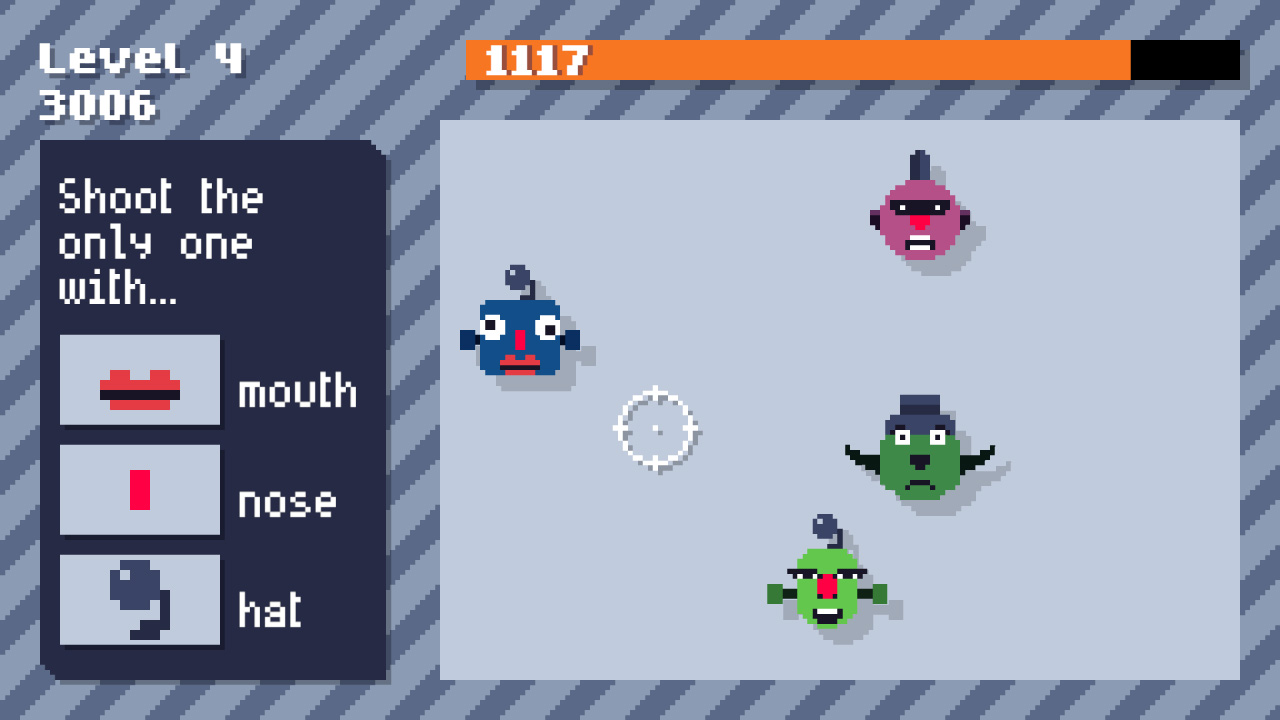 Level 4
3006
1117
Shoot the
only one
with...
mouth
nose
hat